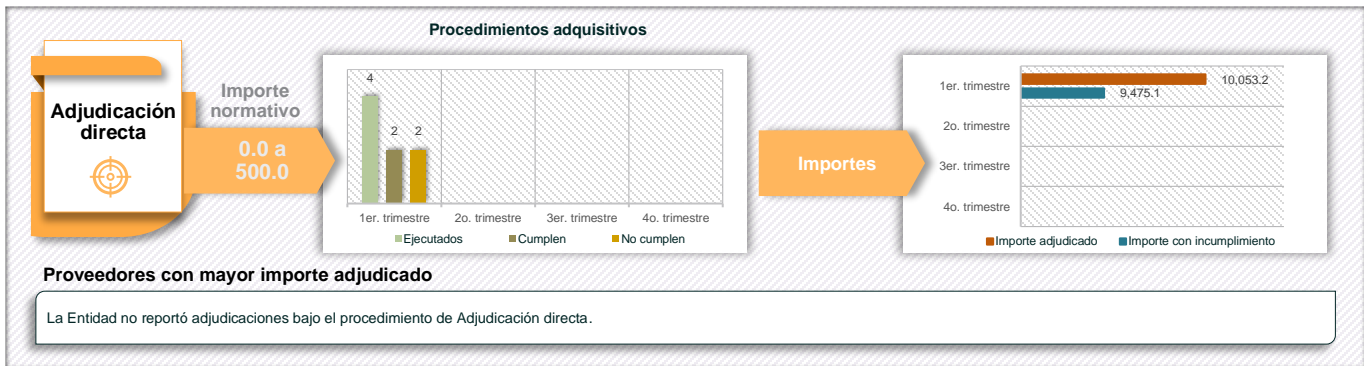 Procedimientos adquisitivos
Adjudicación
directa
Importe
normativo
0.0 a
500.0
4
2
2
1er. trimestre
2o. trimestre
3er. trimestre
4o. trimestre
Ejecutados
Cumplen
No cumplen
Importes
1er. trimestre
10,053.2
9,475.1
2o. trimestre
3er. trimestre
4o. trimestre
Importe adjudicado
Importe con incumplimiento
Proveedores con mayor importe adjudicado
La Entidad no reportó adjudicaciones bajo el procedimiento de Adjudicación directa.